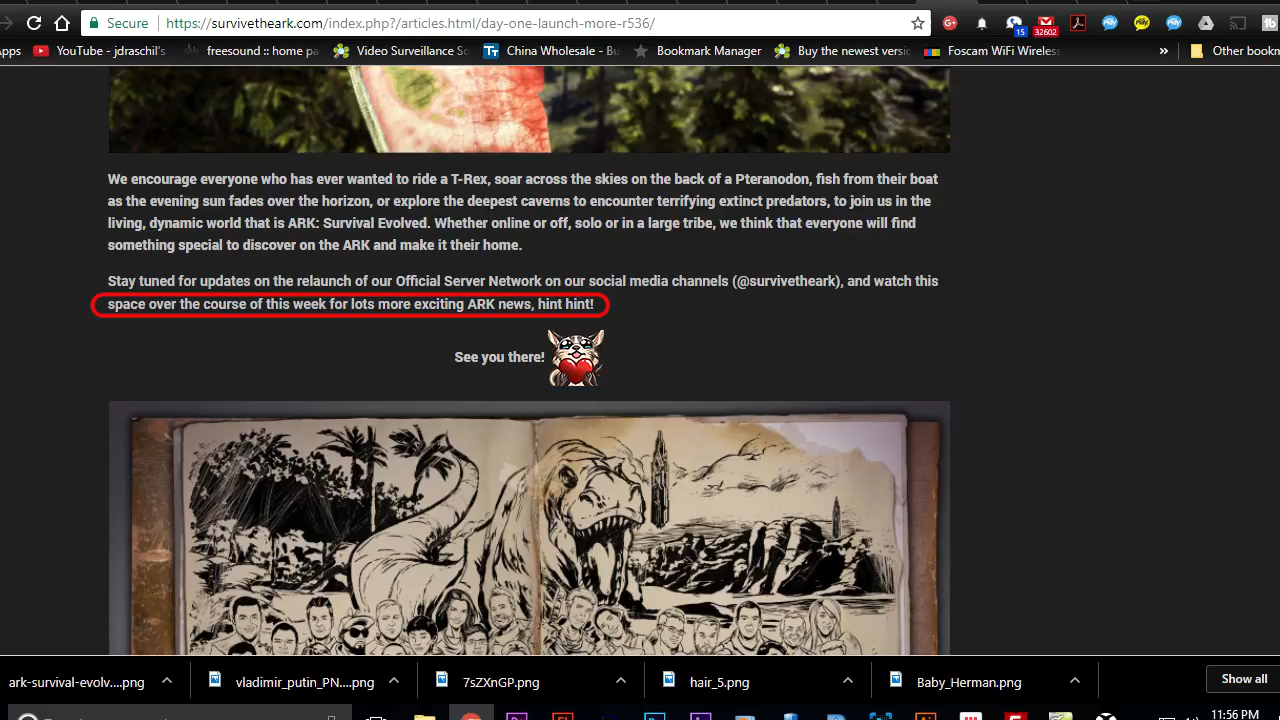 Secure https://survivetheark.com/index.php?/articles.html/day-one-launch-more-r536/
15
32602
Apps YouTube - jdraschil's freesound :: home pa Video Surveillance So China Wholesale - Bu Bookmark Manager Buy the newest versic Foscam WiFi Wireless » Other bookm
We encourage everyone who has ever wanted to ride a T-Rex, soar across the skies on the back of a Pteranodon, fish from their boat
as the evening sun fades over the horizon, or explore the deepest caverns to encounter terrifying extinct predators, to join us in the
living, dynamic world that is ARK: Survival Evolved. Whether online or off, solo or in a large tribe, we think that everyone will find
something special to discover on the ARK and make it their home.
Stay tuned for updates on the relaunch of our Official Server Network on our social media channels (@survivetheark), and watch this
space over the course of this week for lots more exciting ARK news, hint hint!
See you there!
ark-survival-evolv....png vladimir_putin_PN....png 7sZXnGP.png hair_5.png Baby_Herman.png Show all
11:56 PM